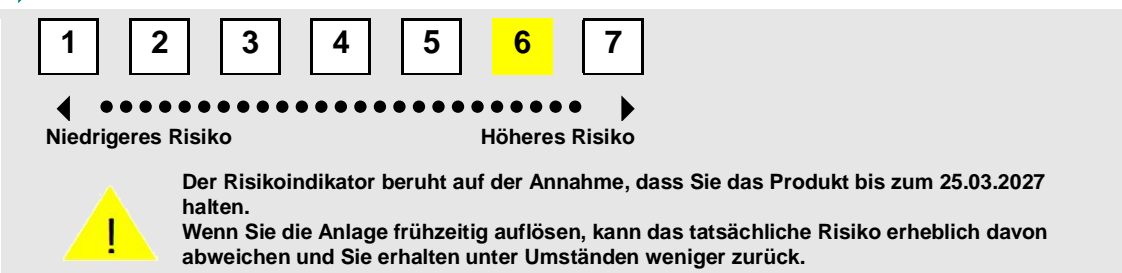 1 2 3 4 5 6 7
Niedrigeres Risiko Höheres Risiko
Der Risikoindikator beruht auf der Annahme, dass Sie das Produkt bis zum 25.03.2027
halten.
Wenn Sie die Anlage frühzeitig auflösen, kann das tatsächliche Risiko erheblich davon
abweichen und Sie erhalten unter Umständen weniger zurück.
!